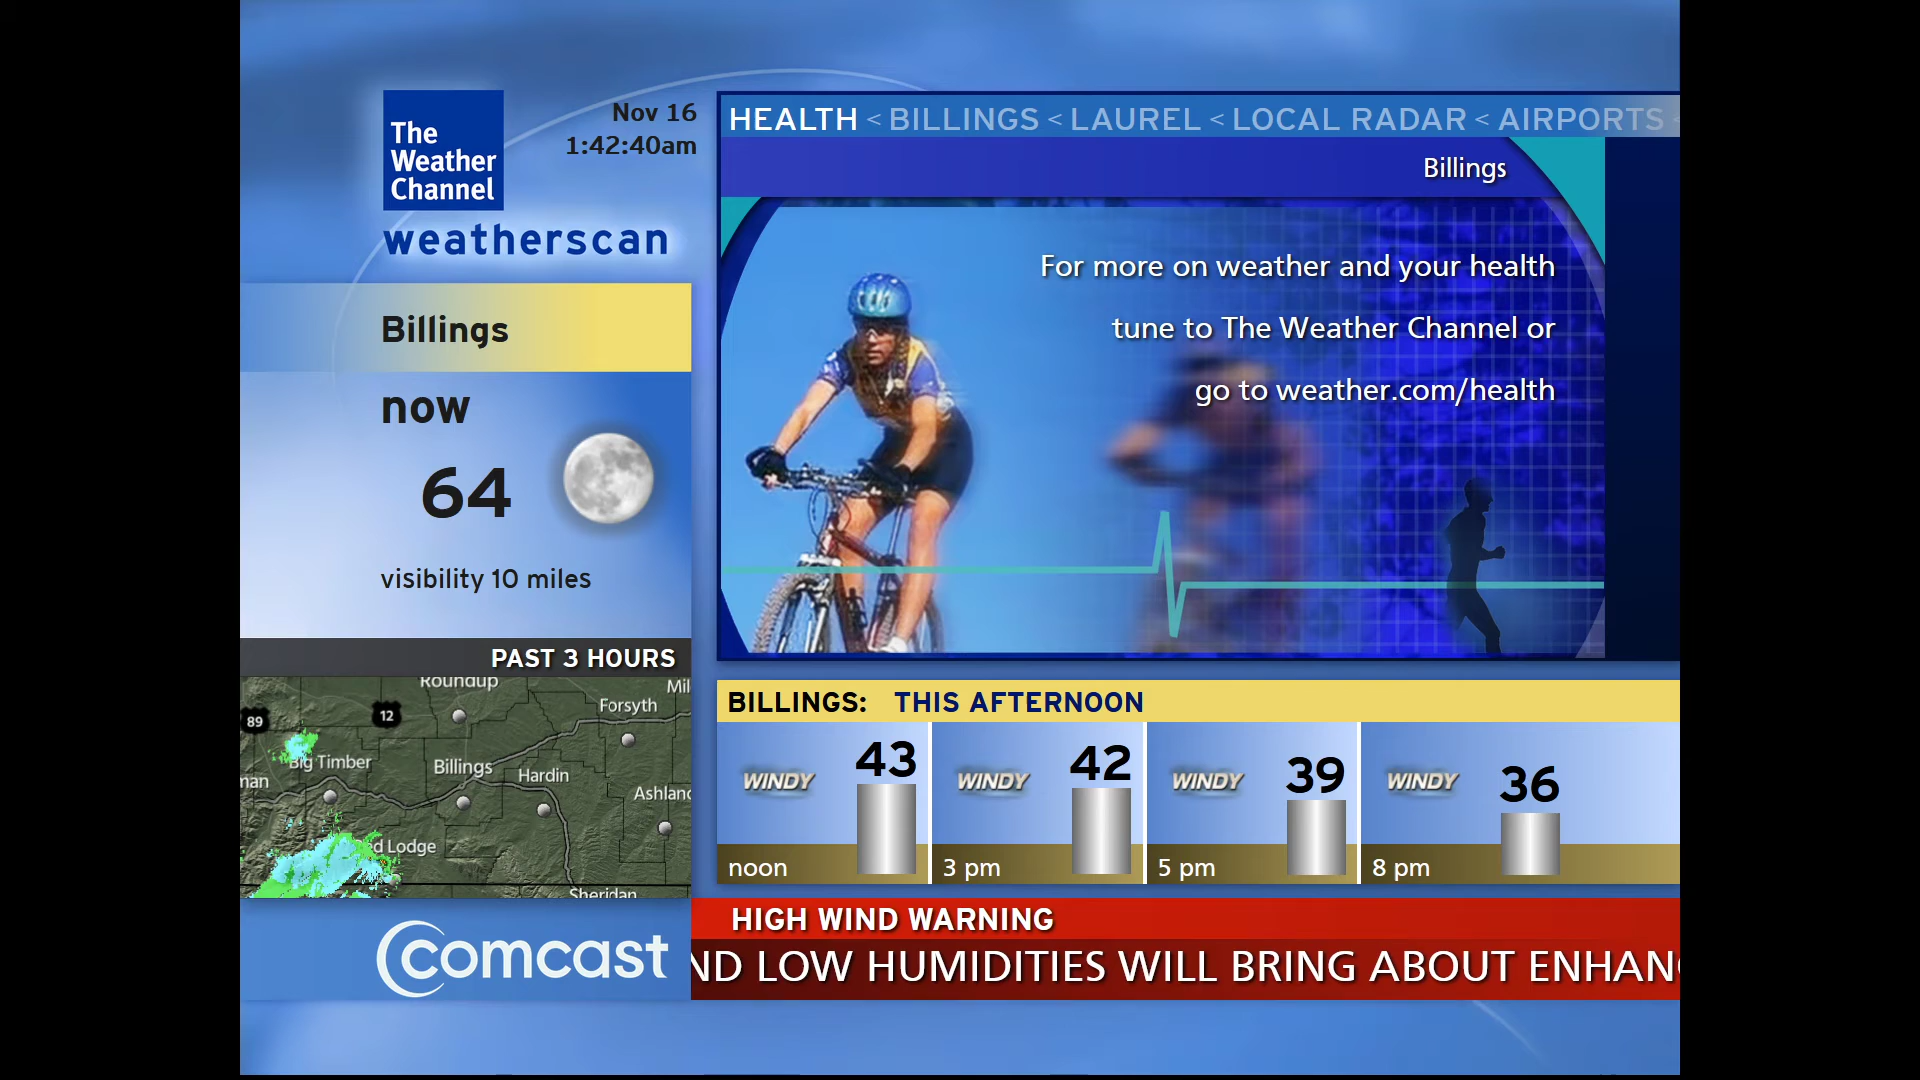 The
Weather
Channel
weatherscan
Nov 16
1:42:40am
HEALTH < BILLINGS < LAUREL < LOCAL RADAR < AIRPORTS <
Billings
For more on weather and your health
tune to The Weather Channel or
go to weather.com/health
Billings
now
64
visibility 10 miles
PAST 3 HOURS
Roundup
Forsyth
89
12
Big Timber
Billings
Hardin
Lodge
Sheridan
BILLINGS: THIS AFTERNOON
WINDY 43
noon
WINDY 42
3 pm
WINDY 39
5 pm
WINDY 36
8 pm
Comcast
HIGH WIND WARNING
ND LOW HUMIDITIES WILL BRING ABOUT ENHAN